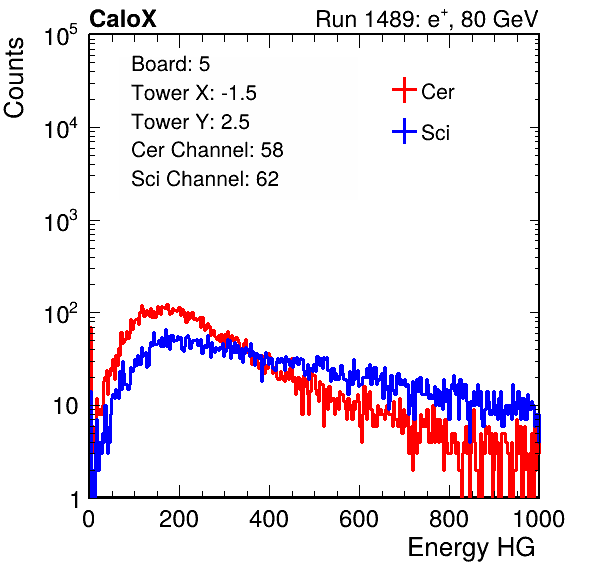 CaloX Run 1489: e⁺, 80 GeV
Counts
Board: 5
Tower X: -1.5
Tower Y: 2.5
Cer Channel: 58
Sci Channel: 62
Cer
Sci
10⁵
10⁴
10³
10²
10
1
0 200 400 600 800 1000
Energy HG